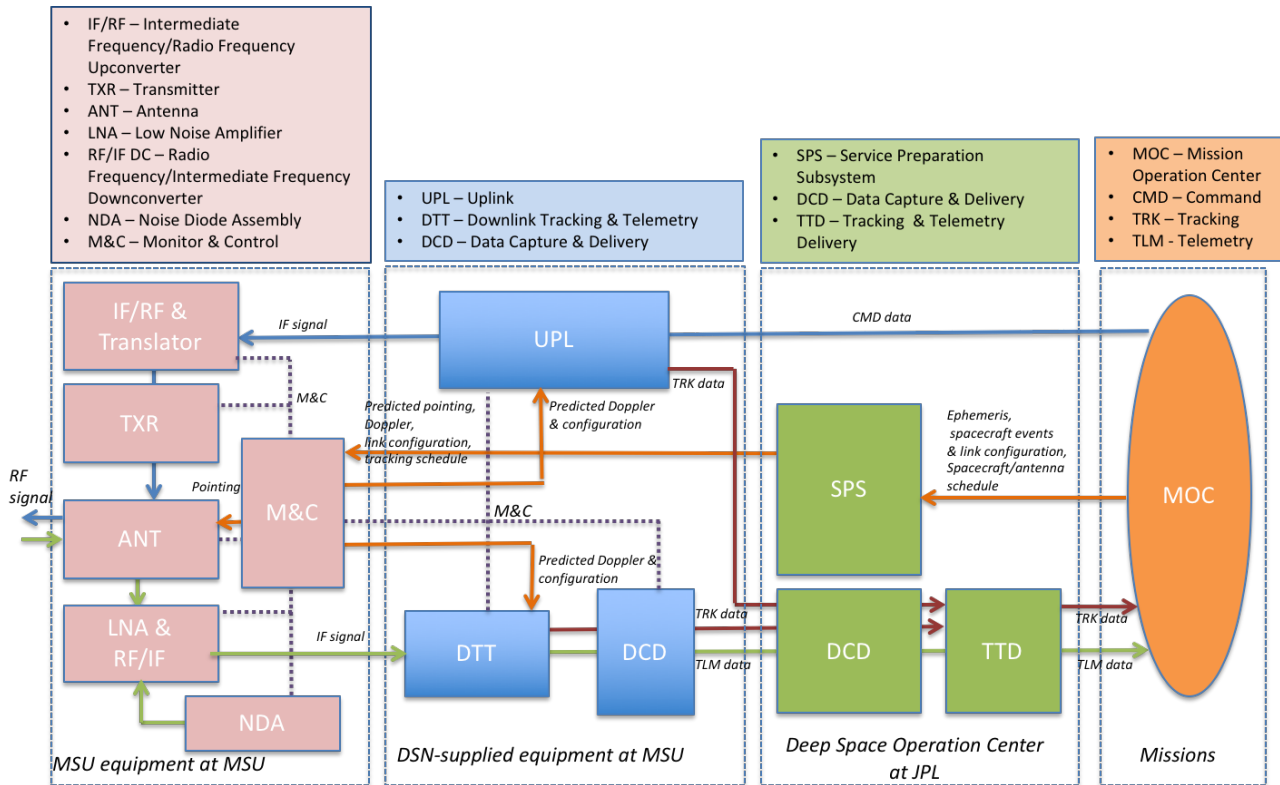 • IF/RF – Intermediate
Frequency/Radio Frequency
Upconverter
• TXR – Transmitter
• ANT – Antenna
• LNA – Low Noise Amplifier
• RF/IF DC – Radio
Frequency/Intermediate Frequency
Downconverter
• NDA – Noise Diode Assembly
• M&C – Monitor & Control
• UPL – Uplink
• DTT – Downlink Tracking & Telemetry
• DCD – Data Capture & Delivery
• SPS – Service Preparation
Subsystem
• DCD – Data Capture & Delivery
• TTD – Tracking & Telemetry
Delivery
• MOC – Mission
Operation Center
• CMD – Command
• TRK – Tracking
• TLM - Telemetry
IF/RF &
Translator
TXR
ANT
LNA &
RF/IF
NDA
M&C
M&C
Pointing
RF
signal
MSU equipment at MSU
IF signal
UPL
TRK data
Predicted pointing,
Doppler,
link configuration,
tracking schedule
Predicted Doppler
& configuration
M&C
Predicted Doppler &
configuration
IF signal
DTT
DCD
TRK data
TLM data
DSN-supplied equipment at MSU
CMD data
SPS
Ephemeris,
spacecraft events
& link configuration,
Spacecraft/antenna
schedule
DCD
TTD
Deep Space Operation Center
at JPL
MOC
TRK data
TLM data
Missions